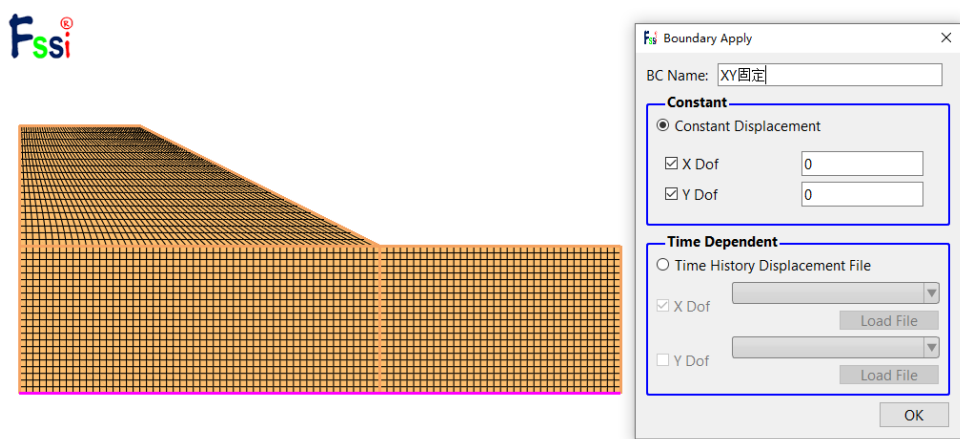 Fssi®
Fssi Boundary Apply
BC Name: XY固定
Constant
Constant Displacement
X Dof 0
Y Dof 0
Time Dependent
Time History Displacement File
X Dof
Load File
Y Dof
Load File
OK